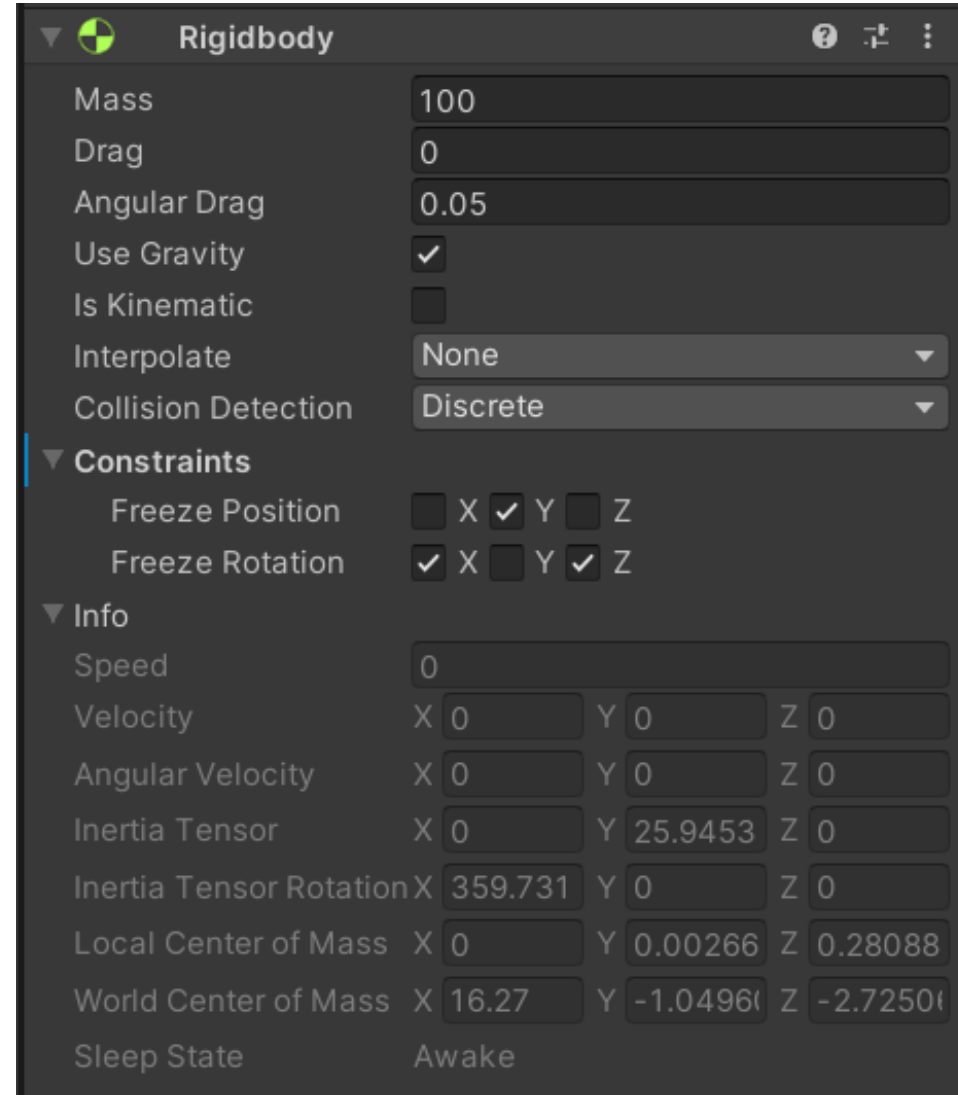 Rigidbody
Mass 100
Drag 0
Angular Drag 0.05
Use Gravity
Is Kinematic
Interpolate None
Collision Detection Discrete
Constraints
Freeze Position X Y Z
Freeze Rotation X Y Z
Info
Speed 0
Velocity X 0 Y 0 Z 0
Angular Velocity X 0 Y 0 Z 0
Inertia Tensor X 0 Y 25.9453 Z 0
Inertia Tensor Rotation X 359.731 Y 0 Z 0
Local Center of Mass X 0 Y 0.00266 Z 0.28088
World Center of Mass X 16.27 Y -1.0496 Z -2.7250
Sleep State Awake